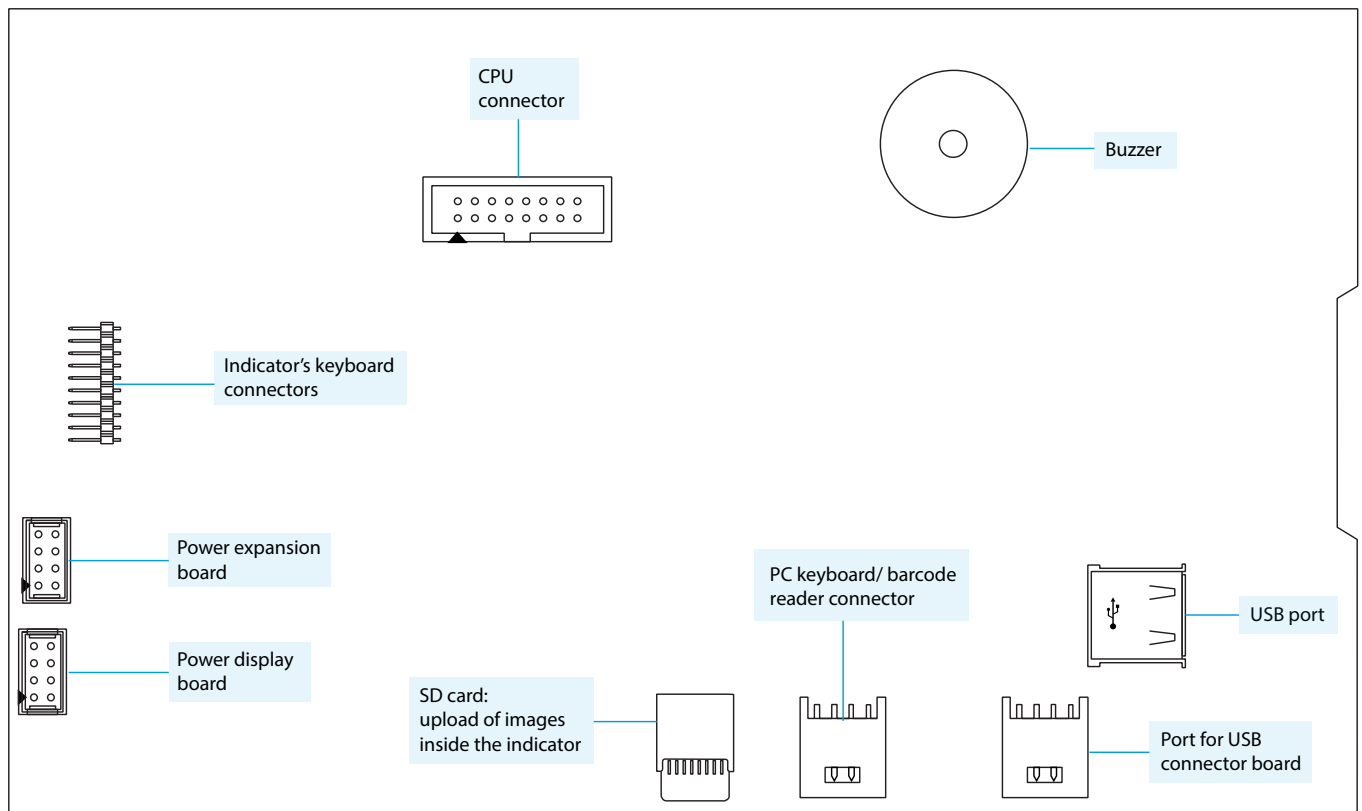 CPU
connector
Buzzer
Indicator’s keyboard
connectors
Power expansion
board
PC keyboard/ barcode
reader connector
USB port
Power display
board
SD card:
upload of images
inside the indicator
Port for USB
connector board